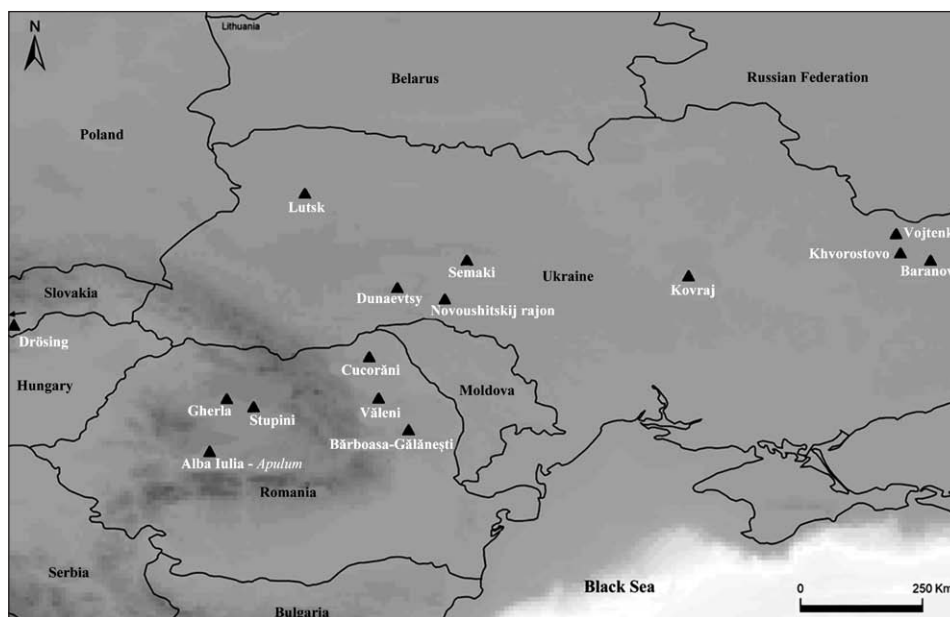 N
Lithuania
Belarus
Russian Federation
Poland
Lutsk
Vojtenk
Khvorostovo
Baranov
Semaki
Ukraine
Kovraj
Dunaevtsy
Novoushitskij rajon
Slovakia
Drösing
Hungary
Cucorăni
Moldova
Gherla
Stupini
Văleni
Bărboasa-Gălănești
Alba Iulia - Apulum
Romania
Serbia
Bulgaria
Black Sea
0 250 Km